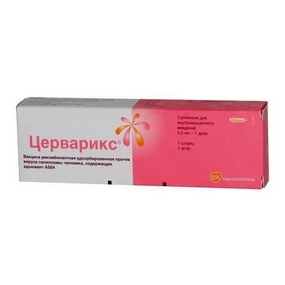 Церварикс®
Вакцина рекомбинантная адсорбированная против
вируса папилломы человека, содержащая
адъювант AS04
Суспензия для
внутримышечного
введения
0,5 мл – 1 доза
1 шприц
1 игла
gsk
GlaxoSmithKline